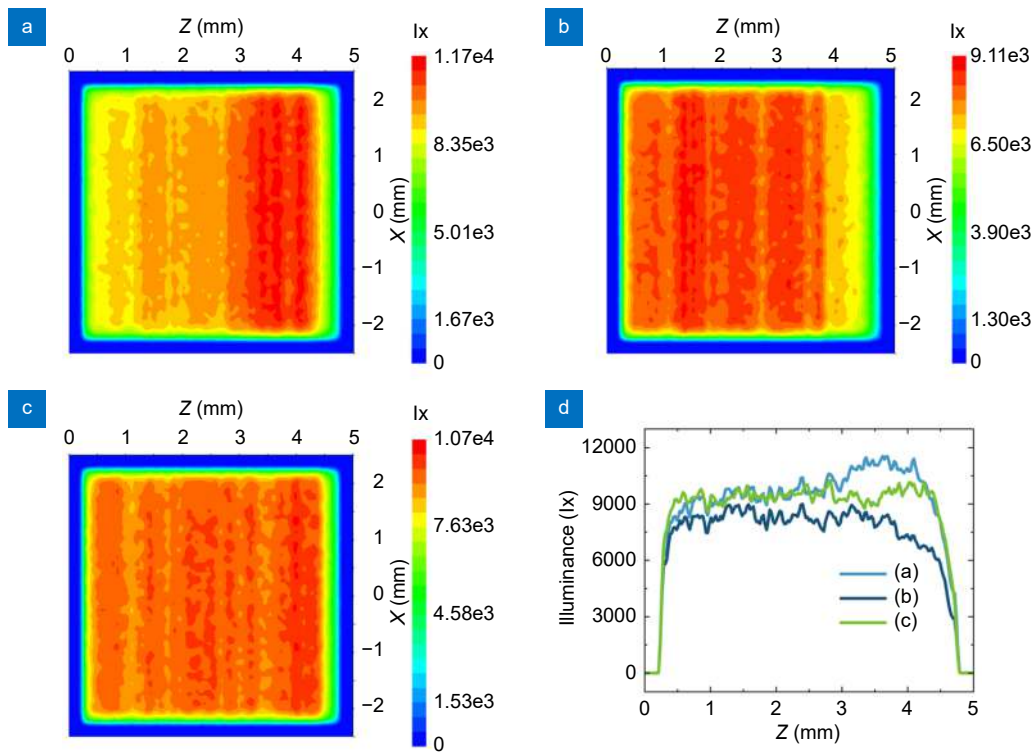 a
Z (mm)
lx
0 1 2 3 4 5
1.17e4
8.35e3
5.01e3
1.67e3
0
2
1
0
−1
−2
X (mm)
b
Z (mm)
lx
0 1 2 3 4 5
9.11e3
6.50e3
3.90e3
1.30e3
0
2
1
0
−1
−2
X (mm)
c
Z (mm)
lx
0 1 2 3 4 5
1.07e4
7.63e3
4.58e3
1.53e3
0
2
1
0
−1
−2
X (mm)
d
Illuminance (lx)
12000
9000
6000
3000
0
(a)
(b)
(c)
0 1 2 3 4 5
Z (mm)